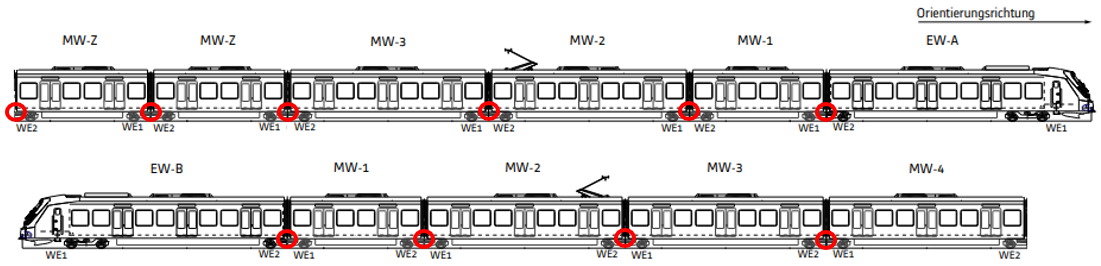 Orientierungsrichtung
MW-Z MW-Z MW-3 MW-2 MW-1 EW-A
WE2 WE1 WE2 WE1 WE2 WE1 WE2 WE1 WE2 WE2 WE1
EW-B MW-1 MW-2 MW-3 MW-4
WE1 WE2 WE1 WE2 WE1 WE2 WE1 WE2 WE1 WE2